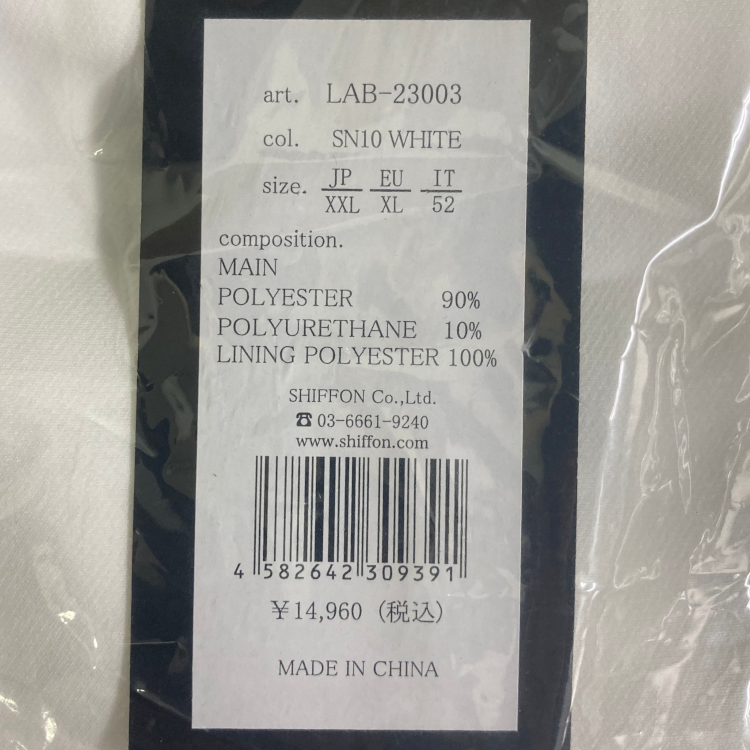 art. LAB-23003
col. SN10 WHITE
size. JP EU IT
XXL XL 52
composition.
MAIN
POLYESTER 90%
POLYURETHANE 10%
LINING POLYESTER 100%
SHIFFON Co.,Ltd.
☎ 03-6661-9240
www.shiffon.com
4 582642 309391
¥14,960 (税込)
MADE IN CHINA